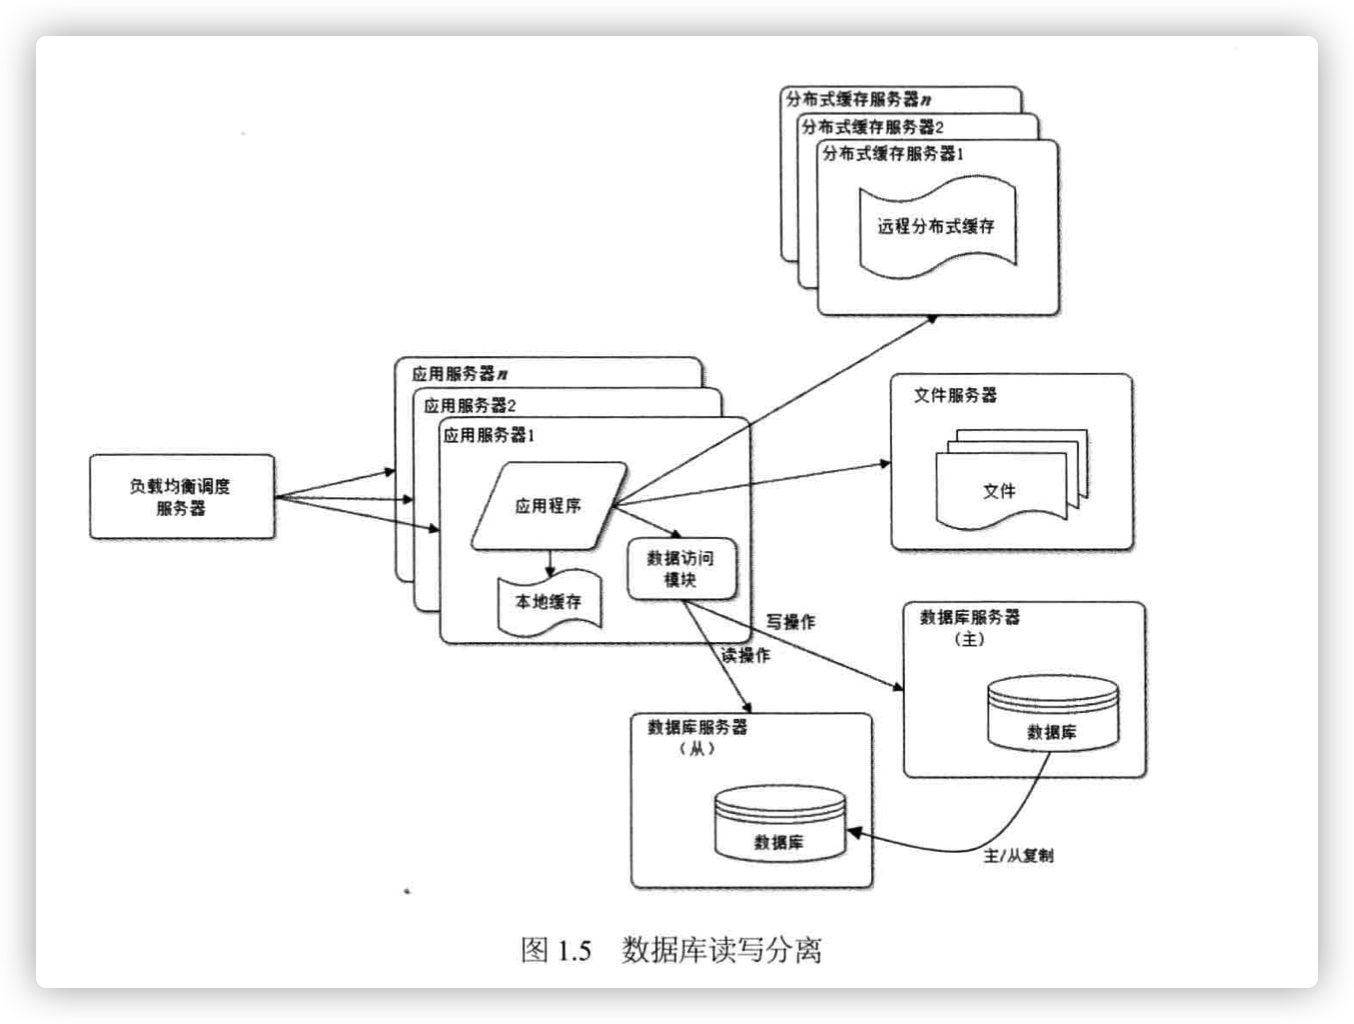 分布式缓存服务器n
分布式缓存服务器2
分布式缓存服务器1
远程分布式缓存
应用服务器n
应用服务器2
应用服务器1
文件服务器
负载均衡调度
服务器
应用程序
文件
数据访问
模块
本地缓存
写操作
读操作
数据库服务器
(主)
数据库
数据库服务器
（从）
数据库
主/从复制
图 1.5 数据库读写分离